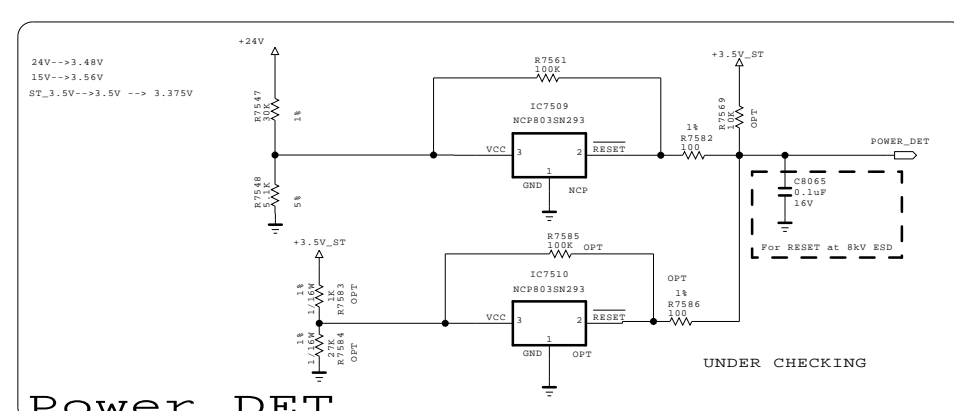 24V-->3.48V
15V-->3.56V
ST_3.5V-->3.5V --> 3.375V
+24V
R7547
30K
1%
R7548
5.1K
5%
R7561
100K
IC7509
NCP803SN293
VCC
3
2
RESET
1
GND
NCP
1%
R7582
100
+3.5V_ST
R7569
10K
OPT
POWER_DET
C8065
0.1uF
16V
For RESET at 8kV ESD
+3.5V_ST
1%
1/16W
1K
R7583
OPT
1%
1/16W
27K
R7584
OPT
R7585
100K
OPT
IC7510
NCP803SN293
VCC
3
2
RESET
1
GND
OPT
OPT
1%
R7586
100
UNDER CHECKING
Power DET